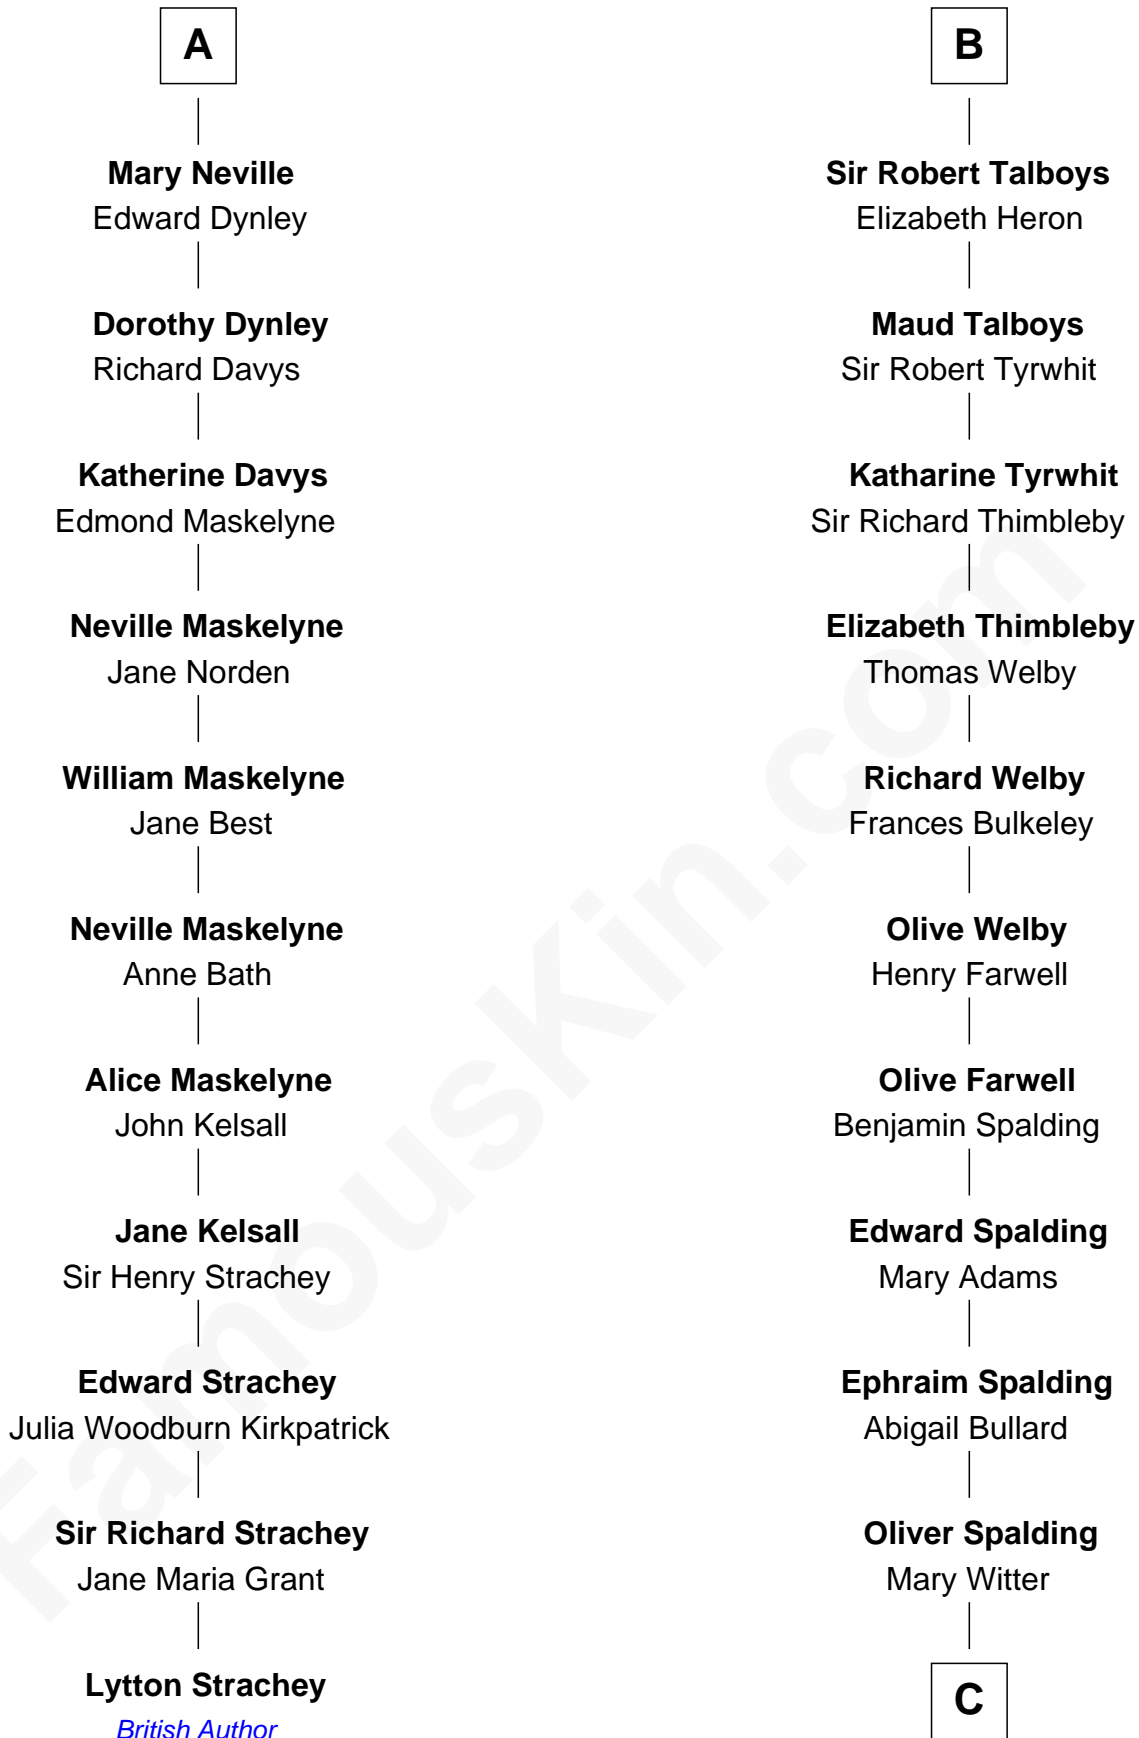 A
Mary Neville
Edward Dynley
Dorothy Dynley
Richard Davys
Katherine Davys
Edmond Maskelyne
Neville Maskelyne
Jane Norden
William Maskelyne
Jane Best
Neville Maskelyne
Anne Bath
Alice Maskelyne
John Kelsall
Jane Kelsall
Sir Henry Strachey
Edward Strachey
Julia Woodburn Kirkpatrick
Sir Richard Strachey
Jane Maria Grant
Lytton Strachey
British Author
B
Sir Robert Talboys
Elizabeth Heron
Maud Talboys
Sir Robert Tyrwhit
Katharine Tyrwhit
Sir Richard Thimbleby
Elizabeth Thimbleby
Thomas Welby
Richard Welby
Frances Bulkeley
Olive Welby
Henry Farwell
Olive Farwell
Benjamin Spalding
Edward Spalding
Mary Adams
Ephraim Spalding
Abigail Bullard
Oliver Spalding
Mary Witter
C
FamousKin.com